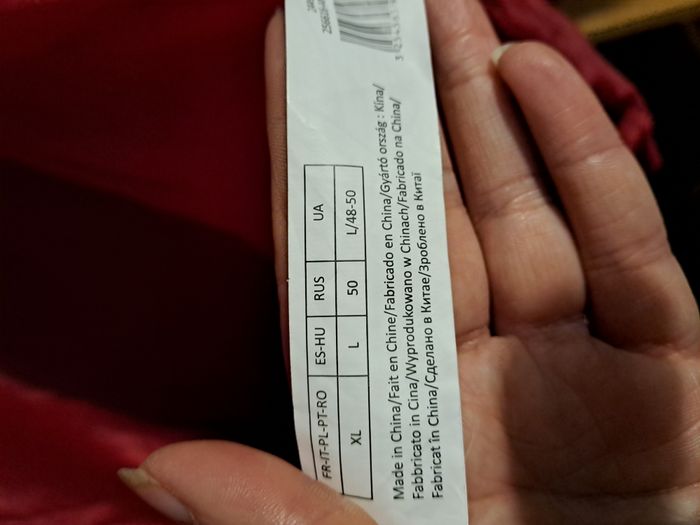 FR-IT-PL-PT-RO ES-HU RUS UA
XL L 50 L/48-50
Made in China/Fait en Chine/Fabricado en China/Gyártó ország : Kína/
Fabbricato in Cina/Wyprodukowano w Chinach/Fabricado na China/
Fabricat în China/Сделано в Китае/Зроблено в Китаї